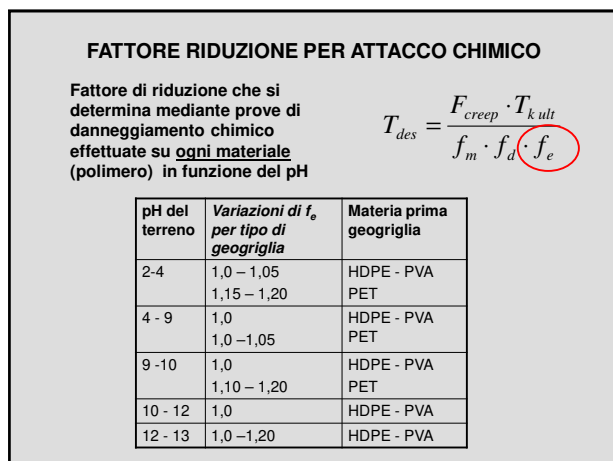 FATTORE RIDUZIONE PER ATTACCO CHIMICO
Fattore di riduzione che si
determina mediante prove di
danneggiamento chimico
effettuate su ogni materiale
(polimero) in funzione del pH
T_des = (F_creep · T_k ult) / (f_m · f_d · f_e)
pH del terreno | Variazioni di f_e per tipo di geogriglia | Materia prima geogriglia
2-4 | 1,0 – 1,05 | HDPE - PVA
1,15 – 1,20 | PET
4 - 9 | 1,0 | HDPE - PVA
1,0 –1,05 | PET
9 -10 | 1,0 | HDPE - PVA
1,10 – 1,20 | PET
10 - 12 | 1,0 | HDPE - PVA
12 - 13 | 1,0 –1,20 | HDPE - PVA